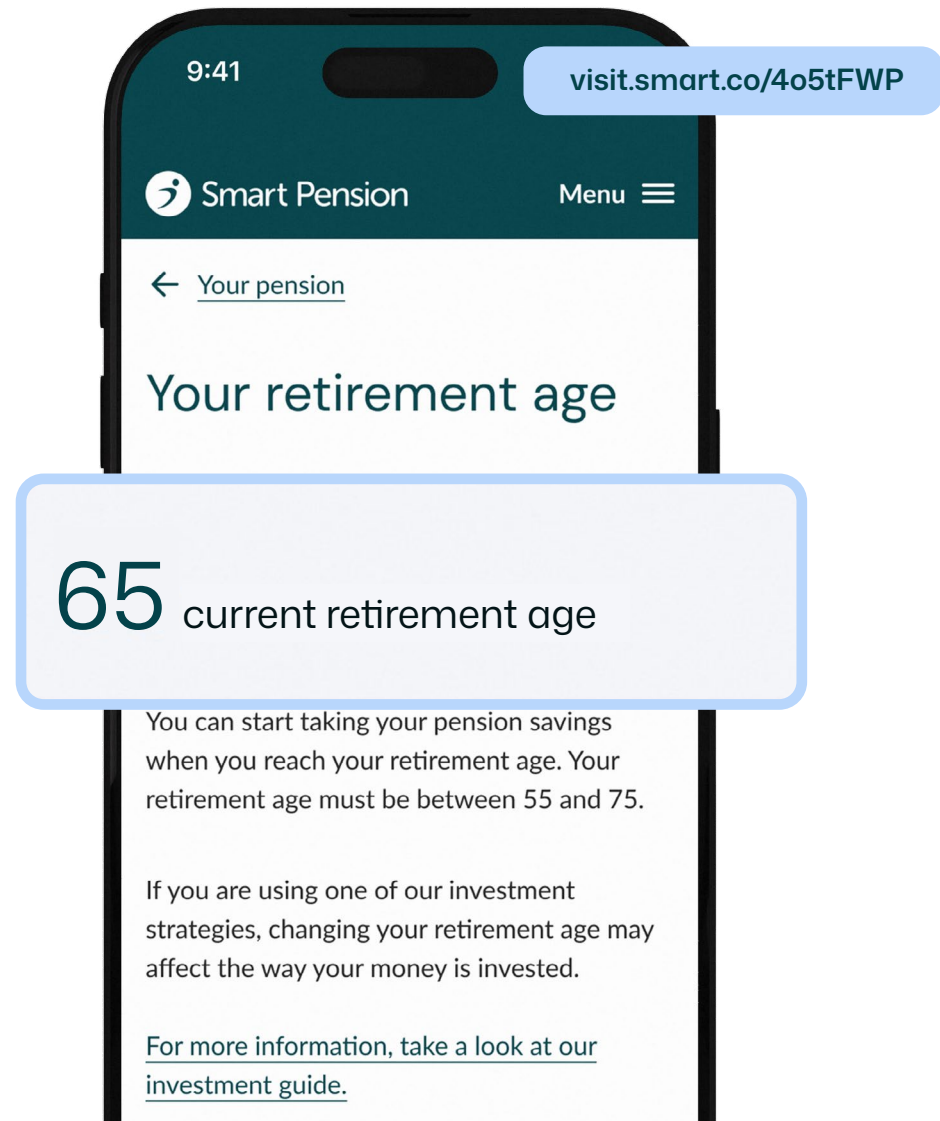 9:41
visit.smart.co/4o5tFWP
Smart Pension
Menu
Your pension
Your retirement age
65 current retirement age
You can start taking your pension savings
when you reach your retirement age. Your
retirement age must be between 55 and 75.
If you are using one of our investment
strategies, changing your retirement age may
affect the way your money is invested.
For more information, take a look at our
investment guide.